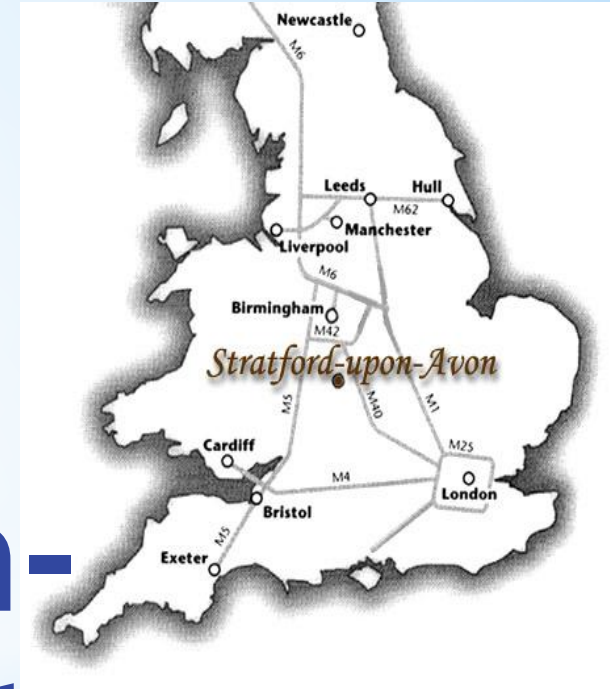 Newcastle
M6
Leeds
Hull
M62
Manchester
Liverpool
M6
Birmingham
M42
Stratford-upon-Avon
M5
M40
M1
Cardiff
M25
M4
London
Bristol
M5
Exeter